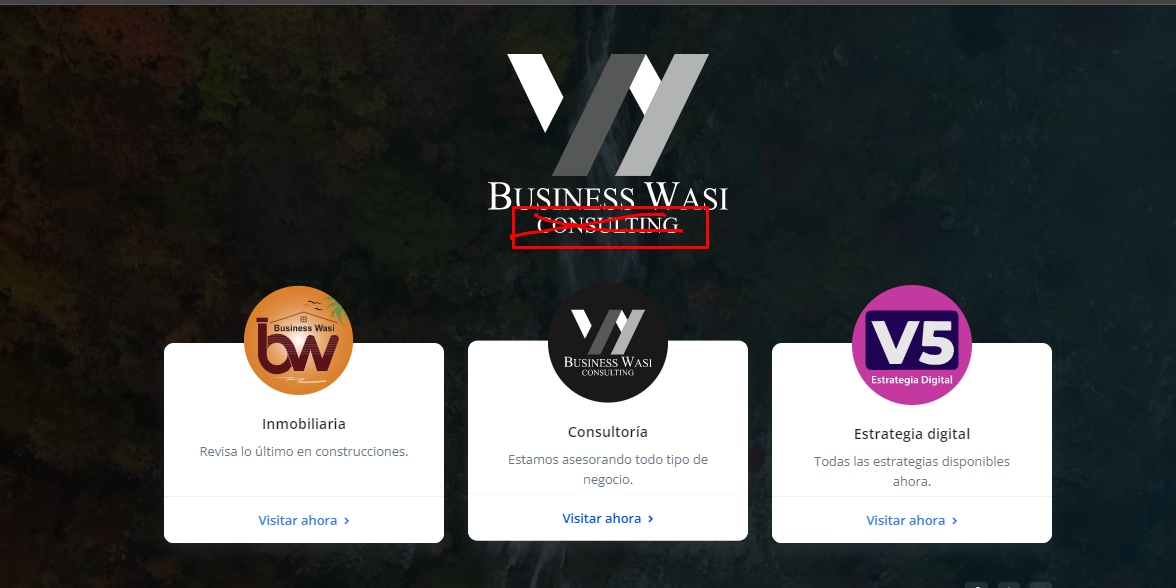 BUSINESS WASI
CONSULTING
Business Wasi
bw
Inmobiliaria
Revisa lo último en construcciones.
Visitar ahora
BUSINESS WASI
CONSULTING
Consultoría
Estamos asesorando todo tipo de
negocio.
Visitar ahora
V5
Estrategia Digital
Estrategia digital
Todas las estrategias disponibles
ahora.
Visitar ahora